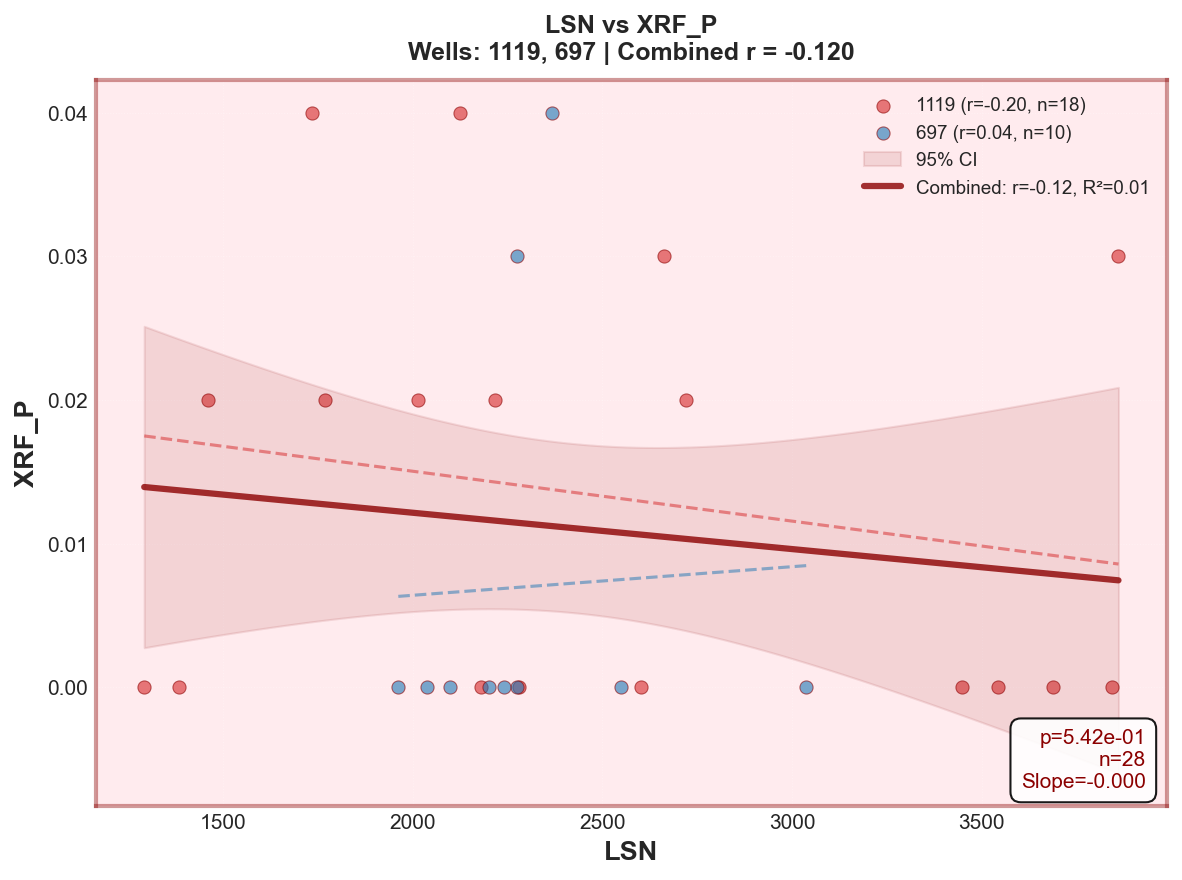 LSN vs XRF_P
Wells: 1119, 697 | Combined r = -0.120
1119 (r=-0.20, n=18)
697 (r=0.04, n=10)
95% CI
Combined: r=-0.12, R²=0.01
XRF_P
0.04
0.03
0.02
0.01
0.00
p=5.42e-01
n=28
Slope=-0.000
1500
2000
2500
3000
3500
LSN